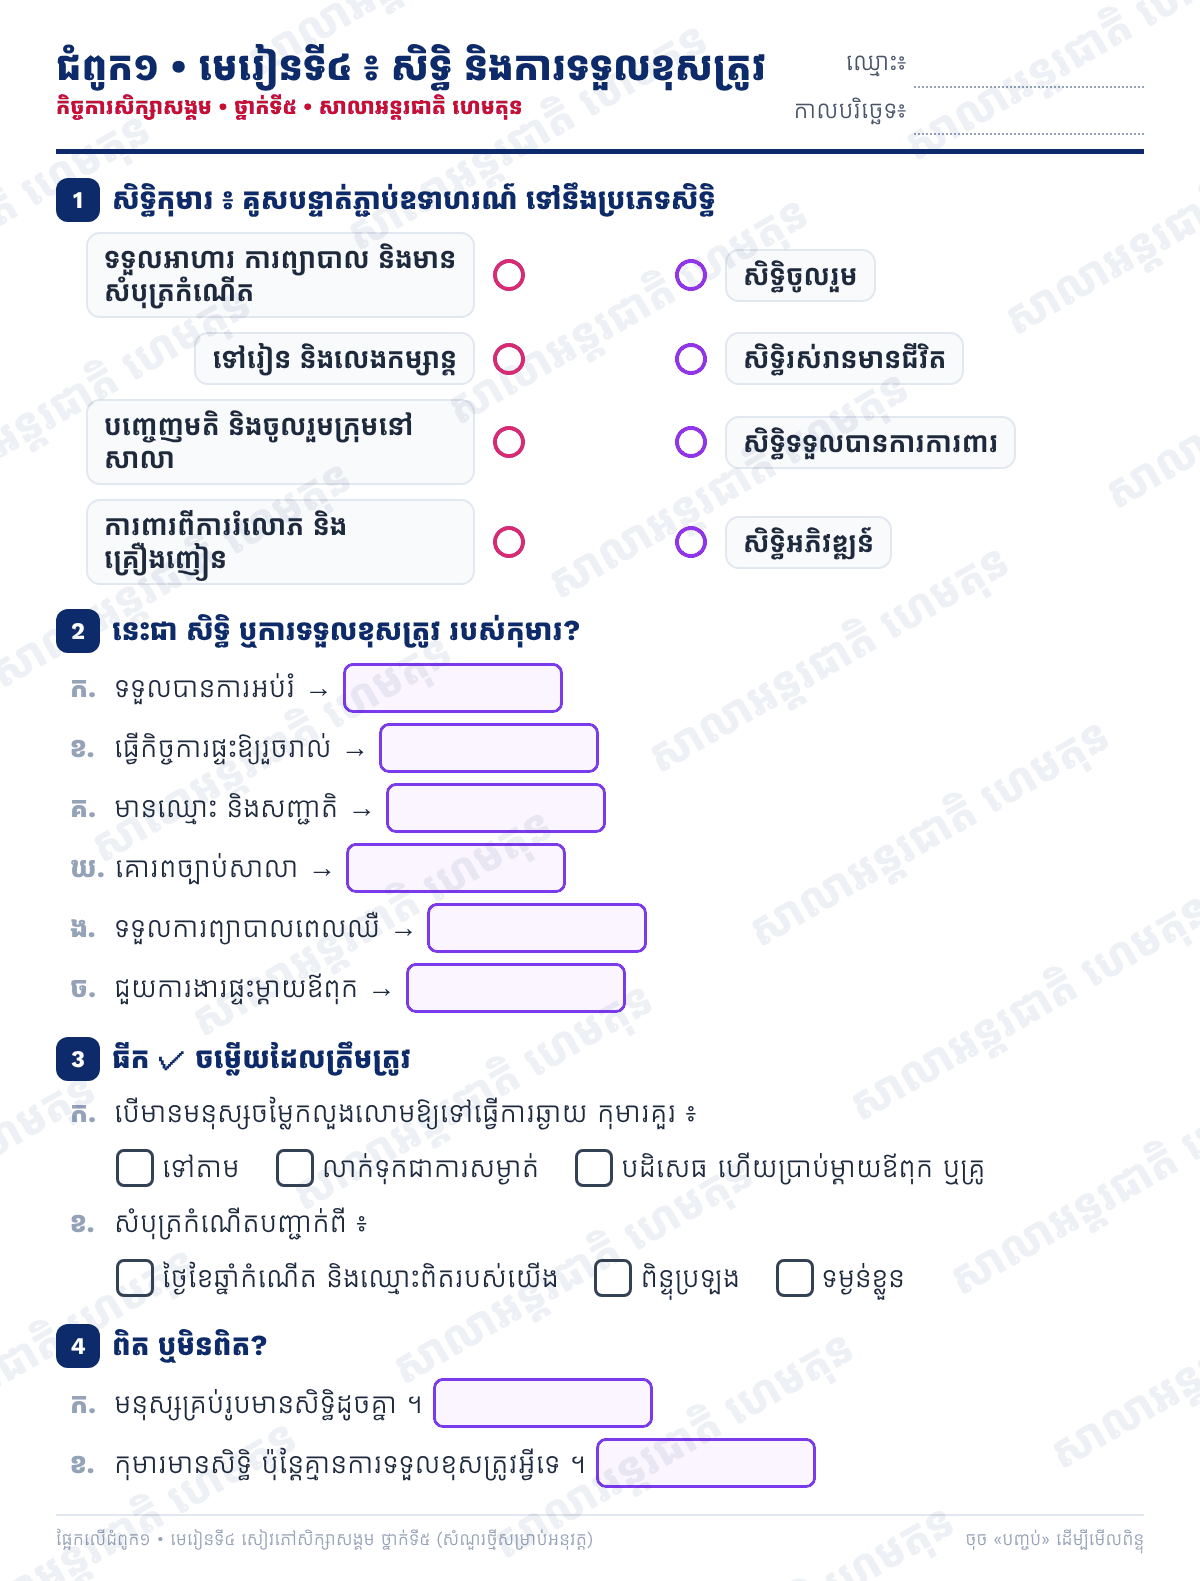 ជំពូក១ • មេរៀនទី៤ ៖ សិទ្ធិ និងការទទួលខុសត្រូវ
ឈ្មោះ៖
កិច្ចការសិក្សាសង្គម • ថ្នាក់ទី៥ • សាលាអន្តរជាតិ ហេមតុន
កាលបរិច្ឆេទ៖
1 សិទ្ធិកុមារ ៖ គូសបន្ទាត់ភ្ជាប់ឧទាហរណ៍ ទៅនឹងប្រភេទសិទ្ធិ
ទទួលអាហារ ការព្យាបាល និងមាន
សំបុត្រកំណើត
សិទ្ធិចូលរួម
ទៅរៀន និងលេងកម្សាន្ត
សិទ្ធិរស់រានមានជីវិត
បញ្ចេញមតិ និងចូលរួមក្រុមនៅ
សាលា
សិទ្ធិទទួលបានការការពារ
ការពារពីការរំលោភ និង
គ្រឿងញៀន
សិទ្ធិអភិវឌ្ឍន៍
2 នេះជា សិទ្ធិ ឬការទទួលខុសត្រូវ របស់កុមារ?
ក. ទទួលបានការអប់រំ →
ខ. ធ្វើកិច្ចការផ្ទះឱ្យរួចរាល់ →
គ. មានឈ្មោះ និងសញ្ជាតិ →
ឃ. គោរពច្បាប់សាលា →
ង. ទទួលការព្យាបាលពេលឈឺ →
ច. ជួយការងារផ្ទះម្តាយឪពុក →
3 ធីក ✓ ចម្លើយដែលត្រឹមត្រូវ
ក. បើមានមនុស្សចម្លែកលួងលោមឱ្យទៅធ្វើការឆ្ងាយ កុមារគួរ ៖
ទៅតាម លាក់ទុកជាការសម្ងាត់ បដិសេធ ហើយប្រាប់ម្តាយឪពុក ឬគ្រូ
ខ. សំបុត្រកំណើតបញ្ជាក់ពី ៖
ថ្ងៃខែឆ្នាំកំណើត និងឈ្មោះពិតរបស់យើង ពិន្ទុប្រឡង ទម្ងន់ខ្លួន
4 ពិត ឬមិនពិត?
ក. មនុស្សគ្រប់រូបមានសិទ្ធិដូចគ្នា ។
ខ. កុមារមានសិទ្ធិ ប៉ុន្តែគ្មានការទទួលខុសត្រូវអ្វីទេ ។
ផ្អែកលើជំពូក១ • មេរៀនទី៤ សៀវភៅសិក្សាសង្គម ថ្នាក់ទី៥ (សំណួរថ្មីសម្រាប់អនុវត្ត)
ចុច «បញ្ចប់» ដើម្បីមើលពិន្ទុ